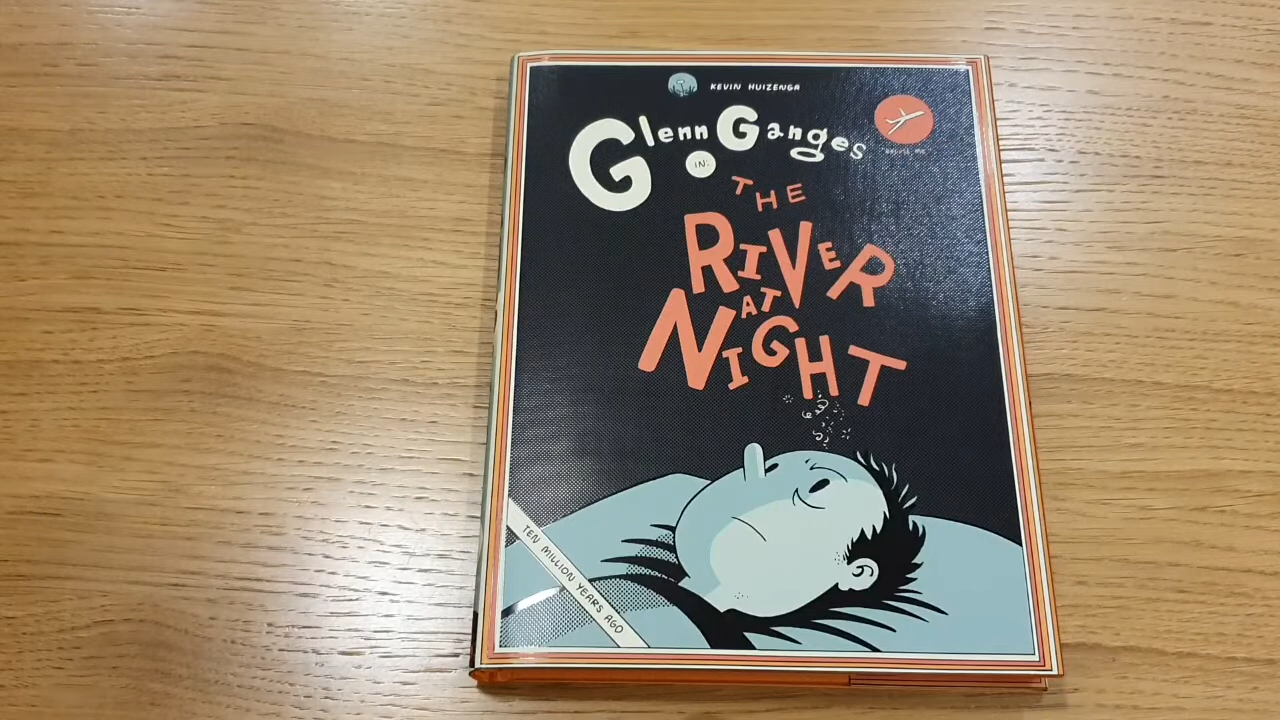 KEVIN HUIZENGA
Glenn Ganges
IN:
THE
RIVER
AT
NIGHT
TEN MILLION YEARS AGO